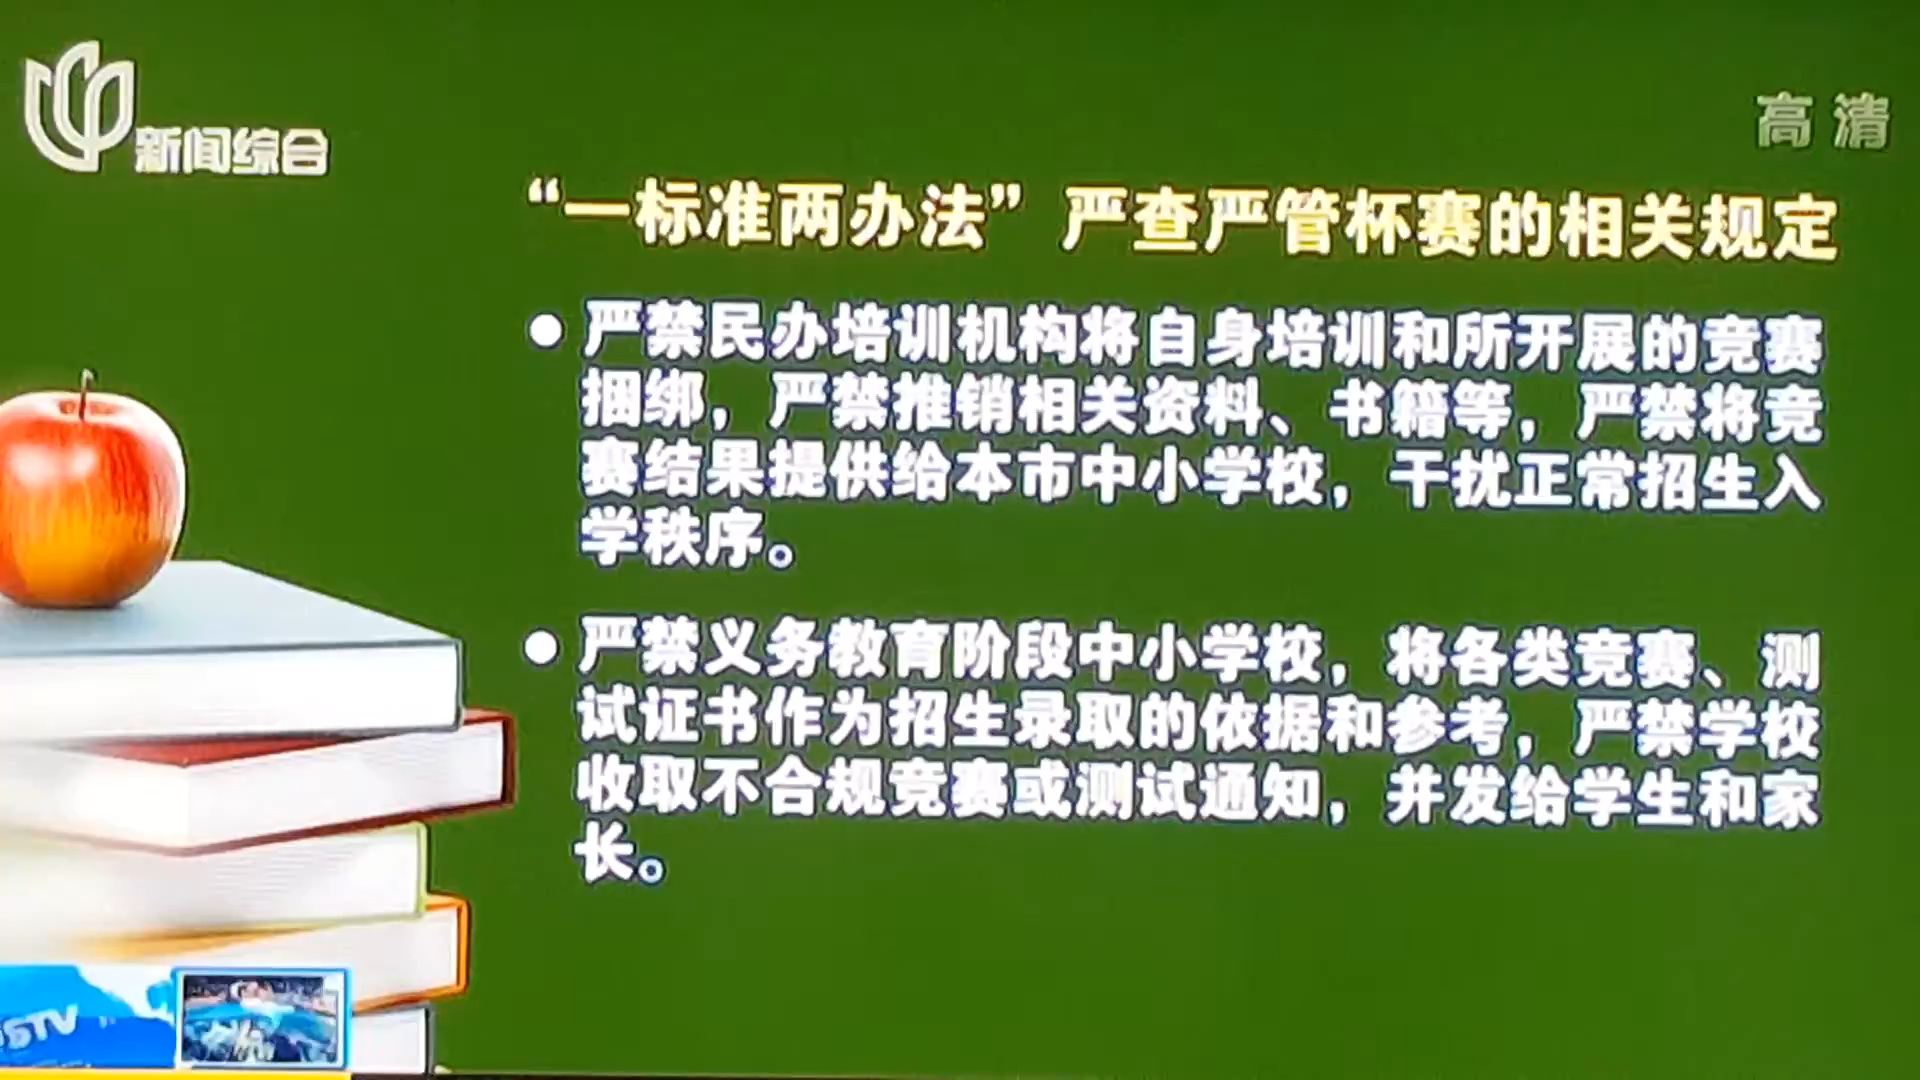 新闻综合
高清
“一标准两办法” 严查严管杯赛的相关规定
● 严禁民办培训机构将自身培训和所开展的竞赛
捆绑，严禁推销相关资料、书籍等，严禁将竞
赛结果提供给本市中小学校，干扰正常招生入
学秩序。
● 严禁义务教育阶段中小学校，将各类竞赛、测
试证书作为招生录取的依据和参考，严禁学校
收取不合规竞赛或测试通知，并发给学生和家
长。
STV